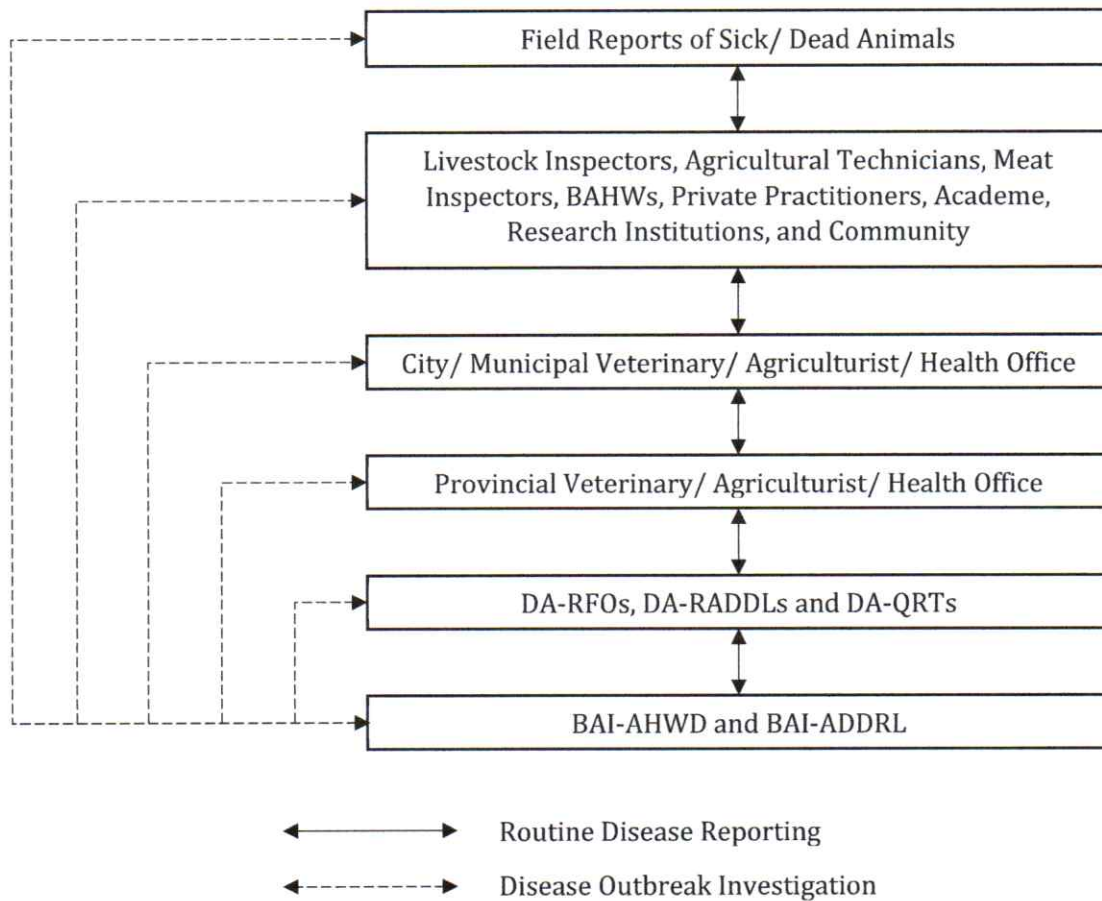 Field Reports of Sick/ Dead Animals
Livestock Inspectors, Agricultural Technicians, Meat
Inspectors, BAHWs, Private Practitioners, Academe,
Research Institutions, and Community
City/ Municipal Veterinary/ Agriculturist/ Health Office
Provincial Veterinary/ Agriculturist/ Health Office
DA-RFOs, DA-RADDLs and DA-QRTs
BAI-AHWD and BAI-ADDRL
Routine Disease Reporting
Disease Outbreak Investigation